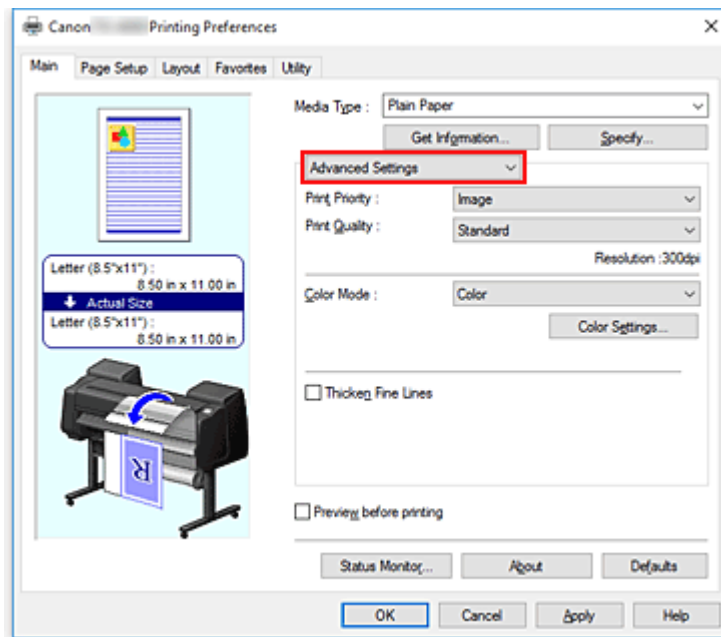 Canon Printing Preferences
Main Page Setup Layout Favorites Utility
Media Type : Plain Paper
Get Information... Specify...
Advanced Settings
Print Priority : Image
Print Quality : Standard
Resolution :300dpi
Color Mode : Color
Color Settings...
Thicken Fine Lines
Preview before printing
Status Monitor... About Defaults
OK Cancel Apply Help
Letter (8.5"x11") :
8.50 in x 11.00 in
Actual Size
Letter (8.5"x11") :
8.50 in x 11.00 in
R